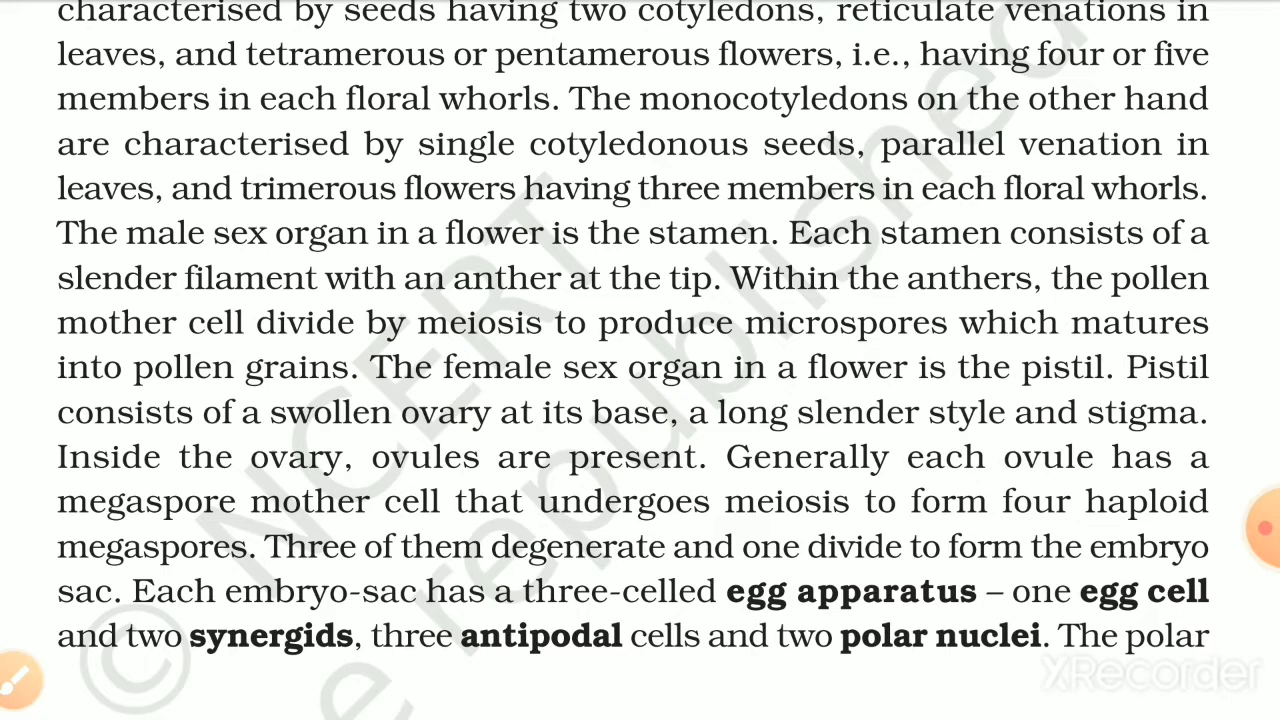 characterised by seeds having two cotyledons, reticulate venations in
leaves, and tetramerous or pentamerous flowers, i.e., having four or five
members in each floral whorls. The monocotyledons on the other hand
are characterised by single cotyledonous seeds, parallel venation in
leaves, and trimerous flowers having three members in each floral whorls.
The male sex organ in a flower is the stamen. Each stamen consists of a
slender filament with an anther at the tip. Within the anthers, the pollen
mother cell divide by meiosis to produce microspores which matures
into pollen grains. The female sex organ in a flower is the pistil. Pistil
consists of a swollen ovary at its base, a long slender style and stigma.
Inside the ovary, ovules are present. Generally each ovule has a
megaspore mother cell that undergoes meiosis to form four haploid
megaspores. Three of them degenerate and one divide to form the embryo
sac. Each embryo-sac has a three-celled egg apparatus – one egg cell
and two synergids, three antipodal cells and two polar nuclei. The polar
© NCERT
republished
XRecorder